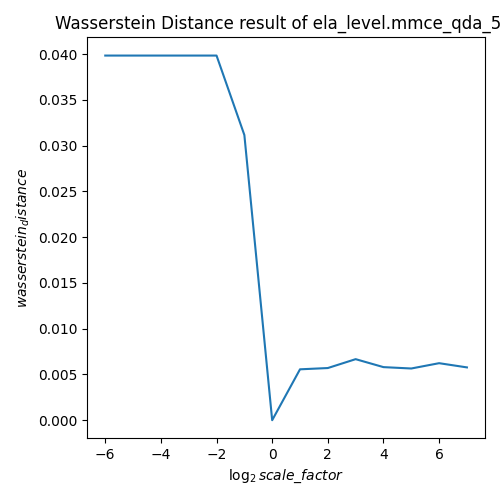 Wasserstein Distance result of ela_level.mmce_qda_5
0.040
0.035
0.030
0.025
0.020
0.015
0.010
0.005
0.000
wasserstein_distance
−6 −4 −2 0 2 4 6
log₂ scale_factor